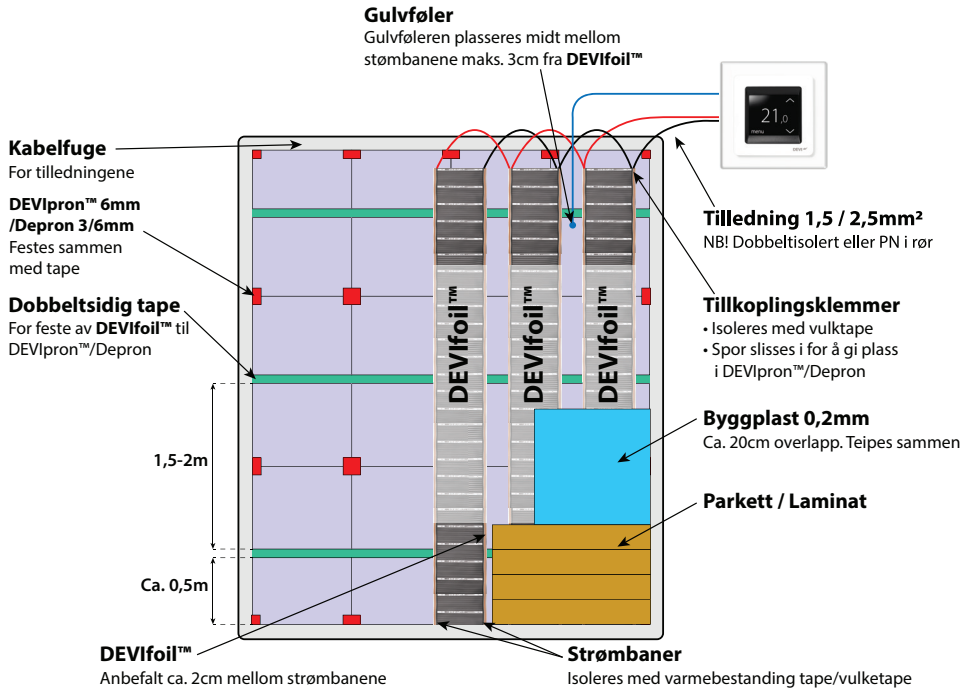 Gulvføler
Gulvføleren plasseres midt mellom
stømbanene maks. 3cm fra DEVIfoil™
21,0
menu
DEVI
Kabelfuge
For tilledningene
DEVIpron™ 6mm
/Depron 3/6mm
Festes sammen
med tape
Dobbeltsidig tape
For feste av DEVIfoil™ til
DEVIpron™/Depron
Tilledning 1,5 / 2,5mm²
NB! Dobbeltisolert eller PN i rør
Tillkoplingsklemmer
• Isoleres med vulktape
• Spor slisses i for å gi plass
i DEVIpron™/Depron
DEVIfoil™
DEVIfoil™
DEVIfoil™
Byggplast 0,2mm
Ca. 20cm overlapp. Teipes sammen
1,5-2m
Parkett / Laminat
Ca. 0,5m
DEVIfoil™
Anbefalt ca. 2cm mellom strømbanene
Strømbaner
Isoleres med varmebestanding tape/vulketape